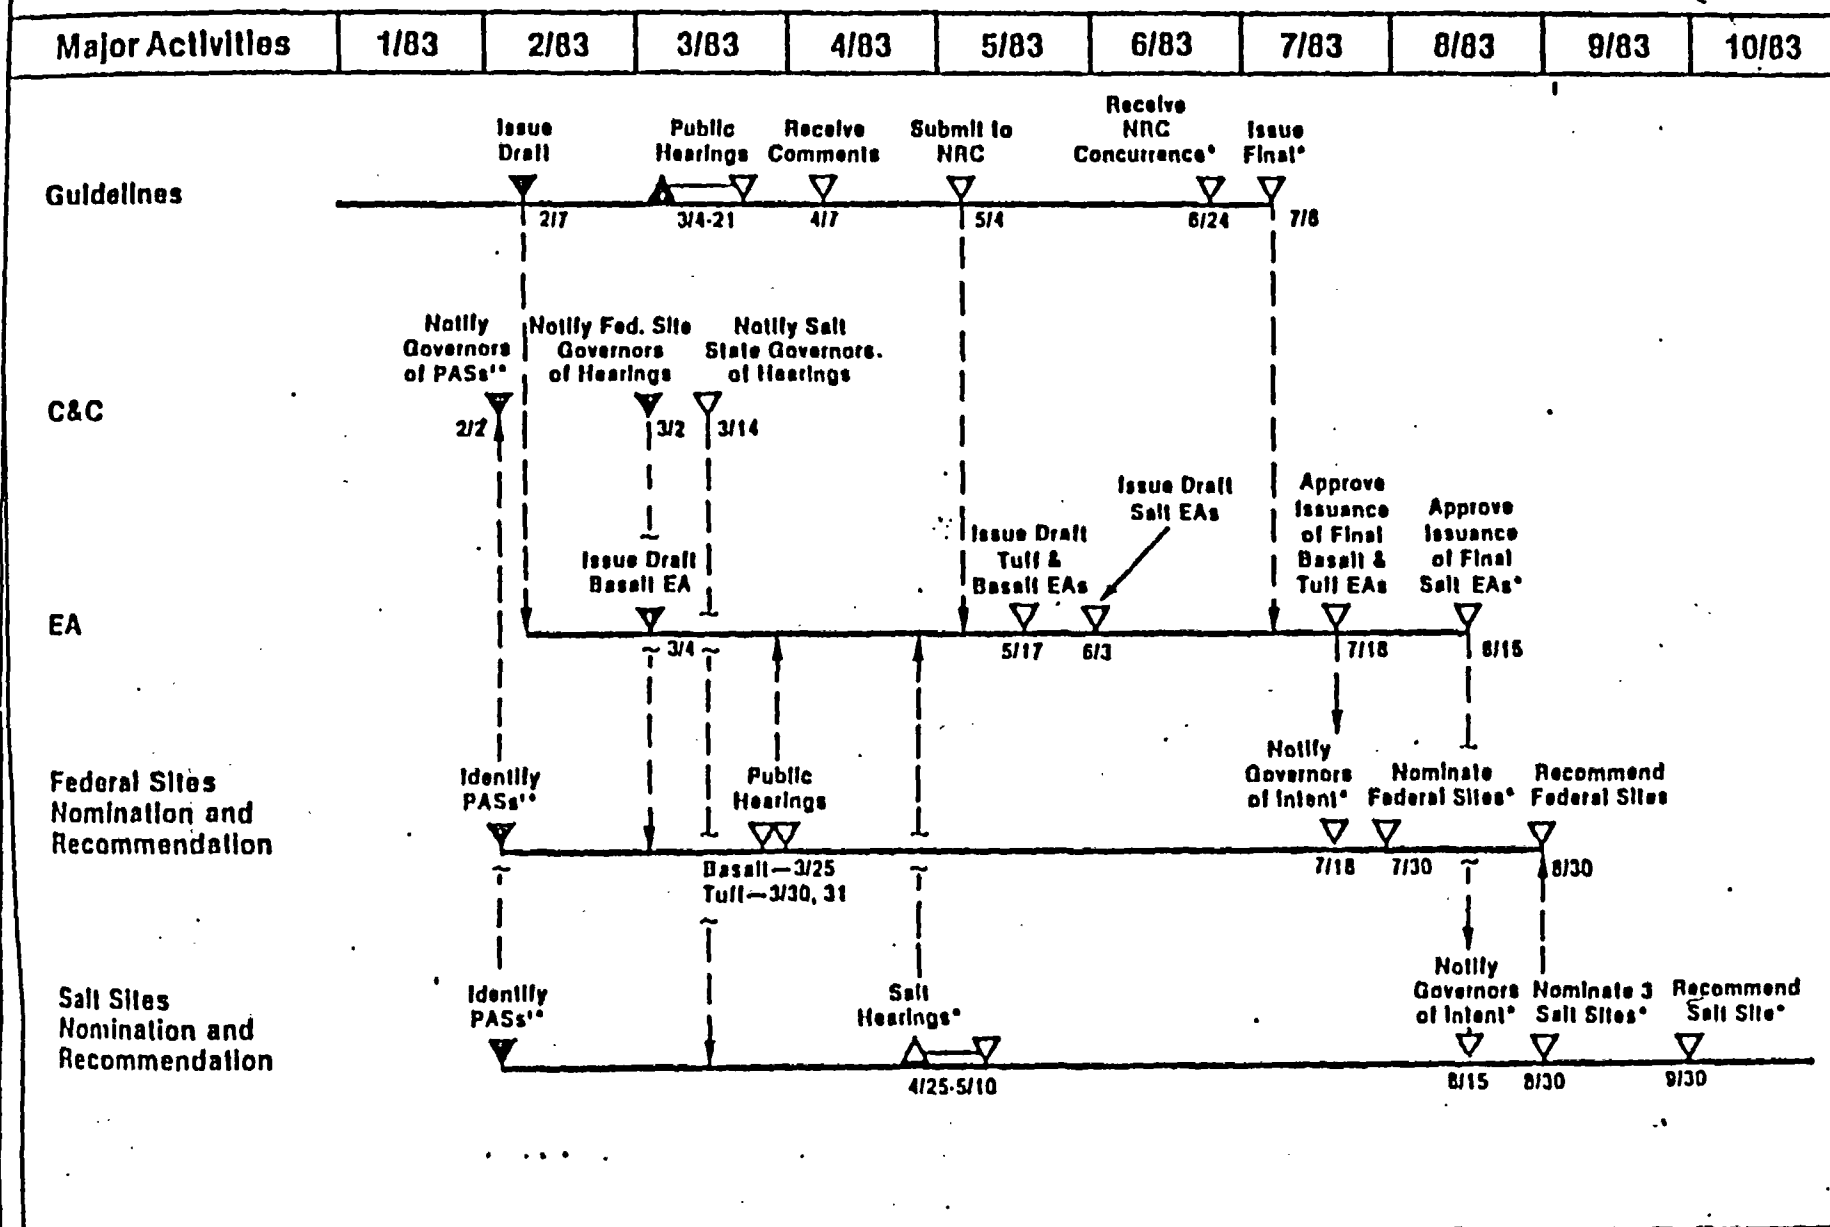 Major Activities 1/83 2/83 3/83 4/83 5/83 6/83 7/83 8/83 9/83 10/83
Guidelines
Issue
Draft
2/7
Public
Hearings
3/4-21
Receive
Comments
4/7
Submit to
NRC
5/4
Receive
NRC
Concurrence*
6/24
Issue
Final*
7/8
C&C
Notify
Governors
of PASs1*
2/2
Notify Fed. Site
Governors
of Hearings
3/2
Notify Salt
State Governors.
of Hearings
3/14
EA
Issue Draft
Basalt EA
3/4
Issue Draft
Tuff &
Basalt EAs
5/17
Issue Draft
Salt EAs
6/3
Approve
Issuance
of Final
Basalt &
Tuff EAs
7/18
Approve
Issuance
of Final
Salt EAs*
8/15
Federal Sites
Nomination and
Recommendation
Identify
PASs1*
Public
Hearings
Basalt—3/25
Tuff—3/30, 31
Notify
Governors
of Intent*
7/18
Nominate
Federal Sites*
7/30
Recommend
Federal Sites
8/30
Salt Sites
Nomination and
Recommendation
Identify
PASs1*
Salt
Hearings*
4/25-5/10
Notify
Governors
of Intent*
8/15
Nominate 3
Salt Sites*
8/30
Recommend
Salt Site*
9/30